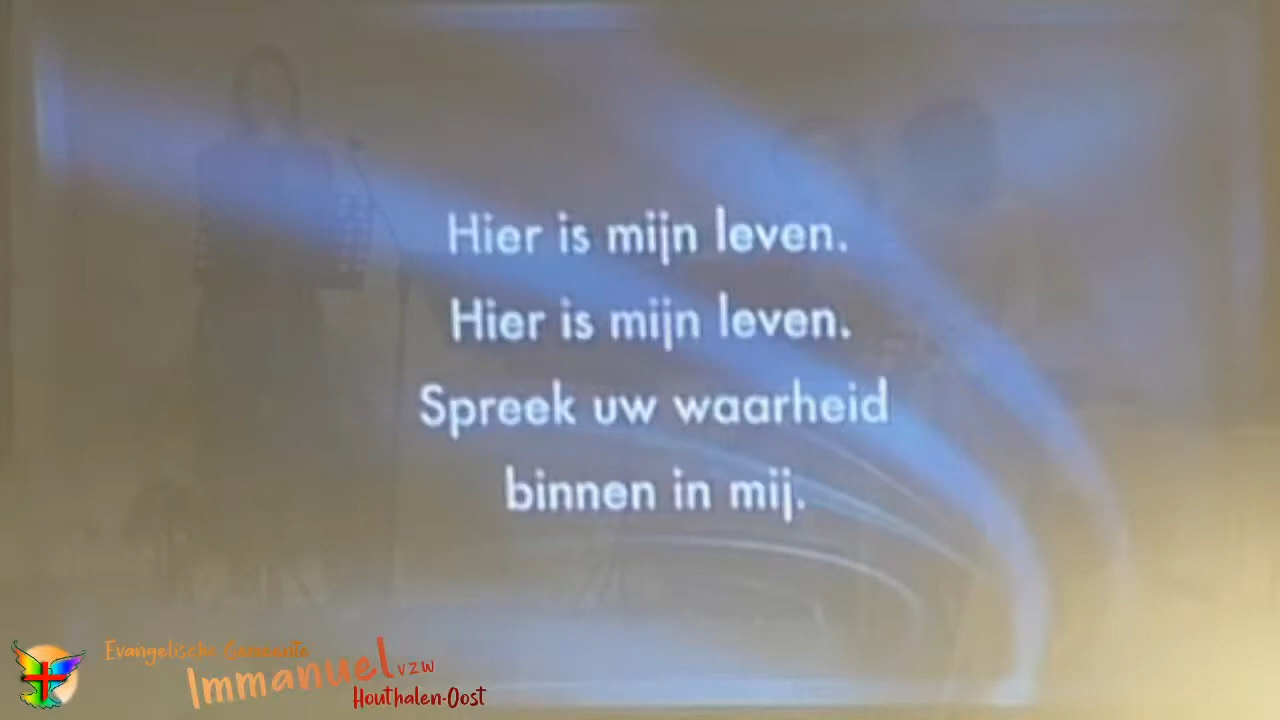 Hier is mijn leven.
Hier is mijn leven.
Spreek uw waarheid
binnen in mij.
Evangelische Gemeente
Immanuel vzw
Houthalen-Oost